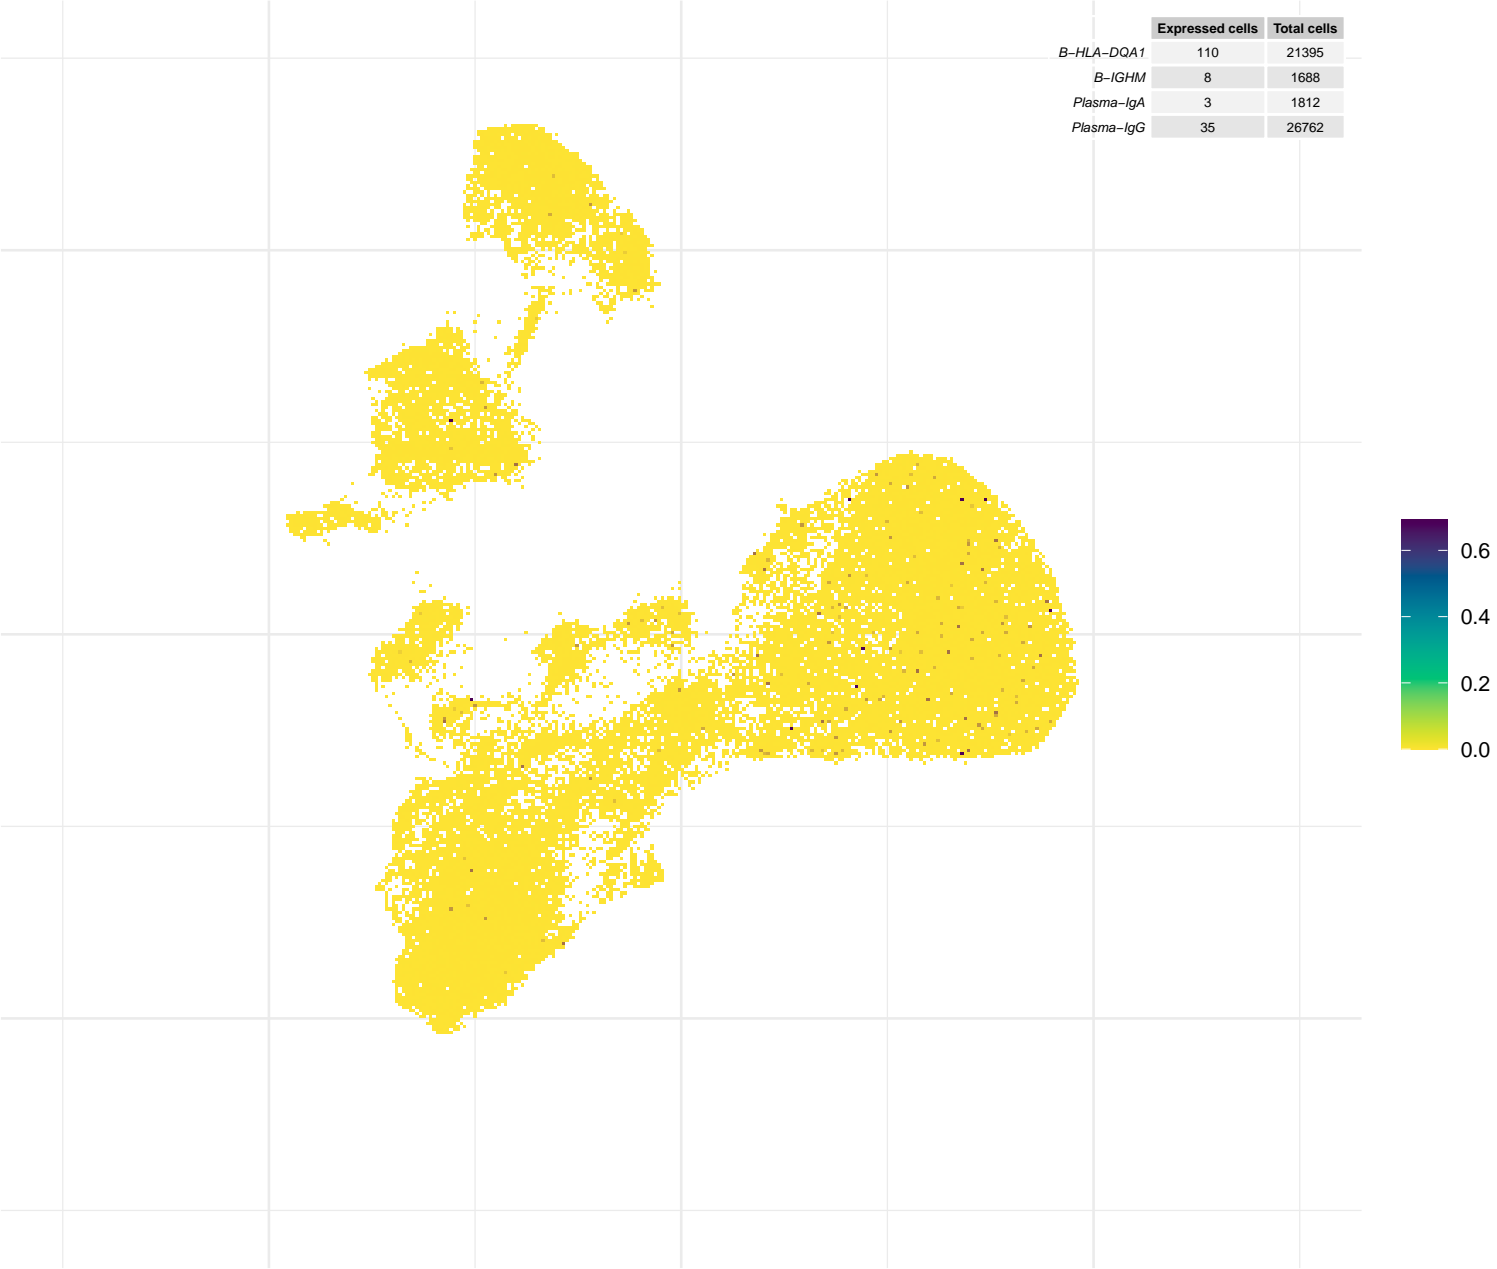 Expressed cells Total cells
B−HLA−DQA1 110 21395
B−IGHM 8 1688
Plasma−IgA 3 1812
Plasma−IgG 35 26762
0.6
0.4
0.2
0.0